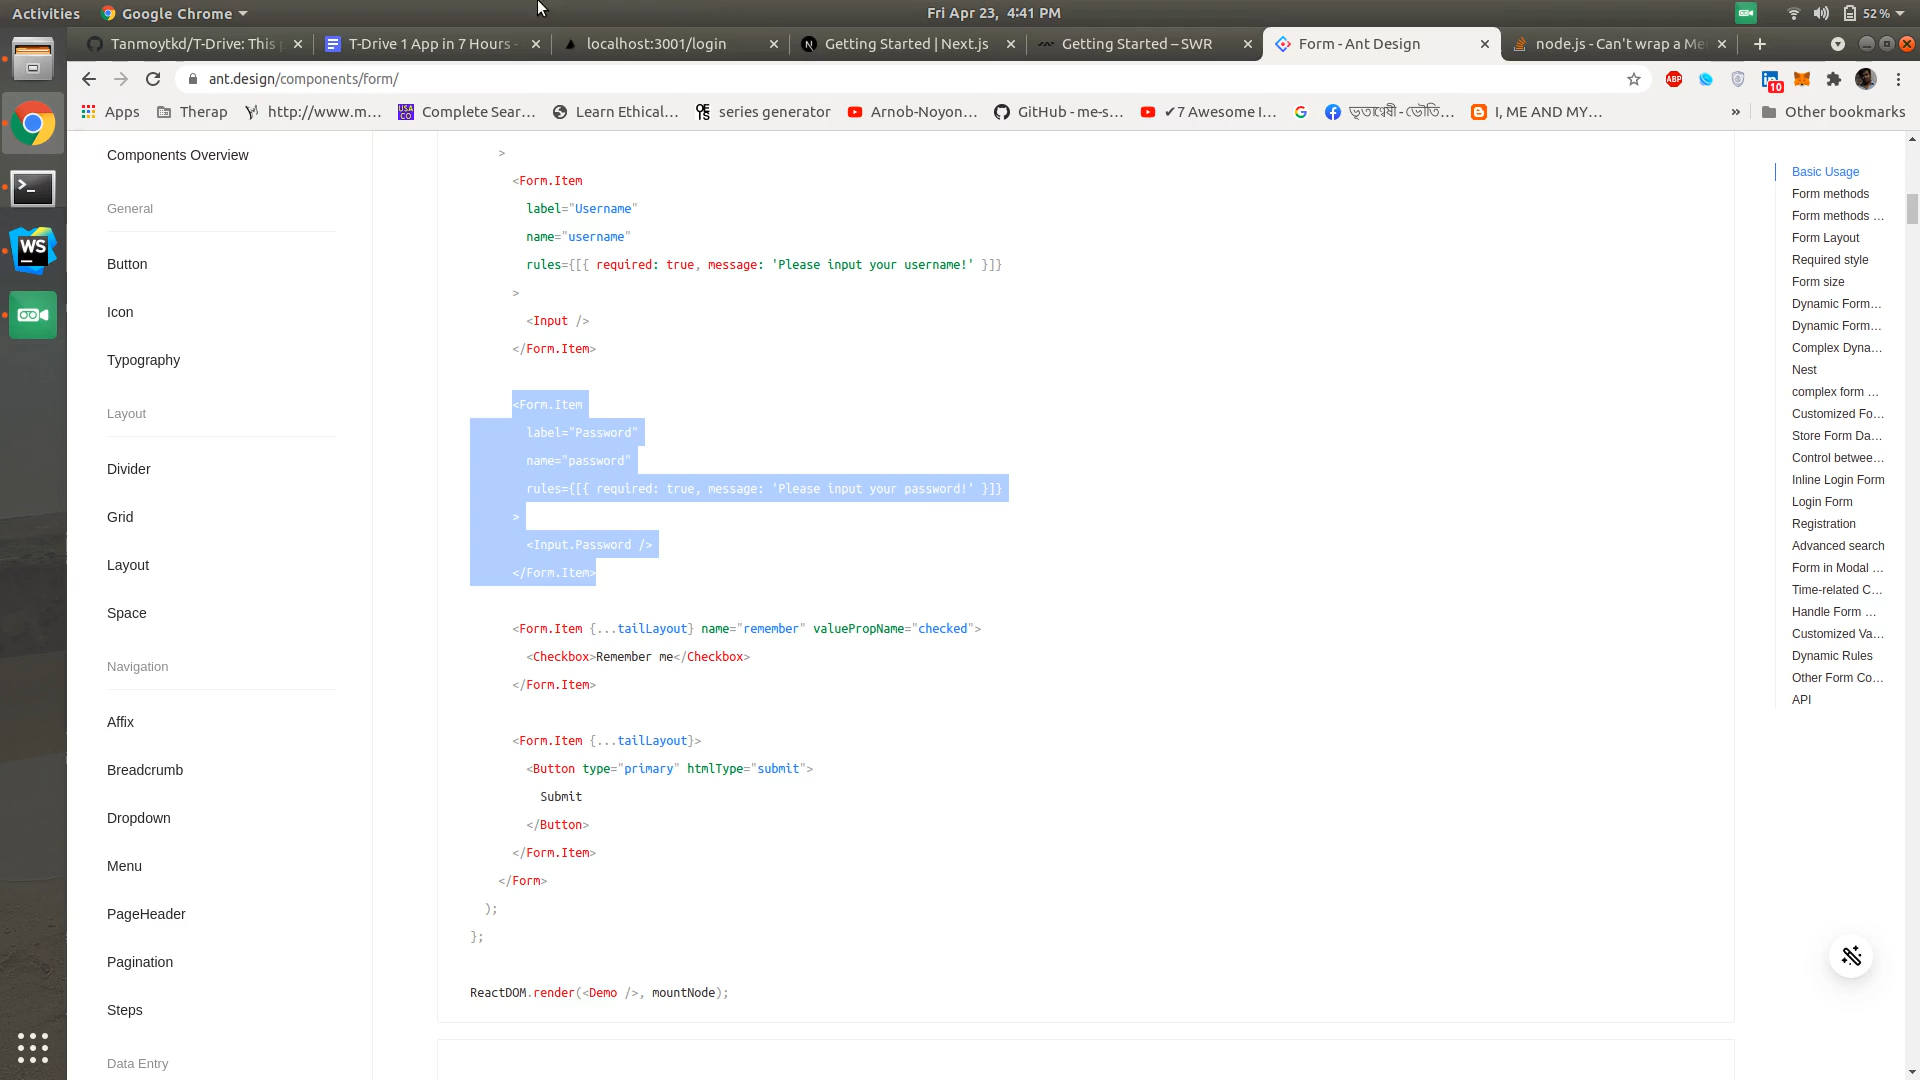 Activities
Google Chrome
Fri Apr 23, 4:41 PM
52 %
Tanmoytkd/T-Drive: This p
T-Drive 1 App in 7 Hours -
localhost:3001/login
Getting Started | Next.js
Getting Started – SWR
Form - Ant Design
node.js - Can't wrap a Me
ant.design/components/form/
ABP
10
Apps
Therap
http://www.m...
USA CO
Complete Sear...
Learn Ethical...
series generator
Arnob-Noyon...
GitHub - me-s...
✔7 Awesome I...
ভূতান্বেষী - ভৌতি...
I, ME AND MY...
»
Other bookmarks
WS
Components Overview
General
Button
Icon
Typography
Layout
Divider
Grid
Layout
Space
Navigation
Affix
Breadcrumb
Dropdown
Menu
PageHeader
Pagination
Steps
Data Entry
>
<Form.Item
label="Username"
name="username"
rules={[{ required: true, message: 'Please input your username!' }]}
>
<Input />
</Form.Item>
<Form.Item
label="Password"
name="password"
rules={[{ required: true, message: 'Please input your password!' }]}
>
<Input.Password />
</Form.Item>
<Form.Item {...tailLayout} name="remember" valuePropName="checked">
<Checkbox>Remember me</Checkbox>
</Form.Item>
<Form.Item {...tailLayout}>
<Button type="primary" htmlType="submit">
Submit
</Button>
</Form.Item>
</Form>
);
};
ReactDOM.render(<Demo />, mountNode);
Basic Usage
Form methods
Form methods ...
Form Layout
Required style
Form size
Dynamic Form...
Dynamic Form...
Complex Dyna...
Nest
complex form ...
Customized Fo...
Store Form Da...
Control betwee...
Inline Login Form
Login Form
Registration
Advanced search
Form in Modal ...
Time-related C...
Handle Form ...
Customized Va...
Dynamic Rules
Other Form Co...
API